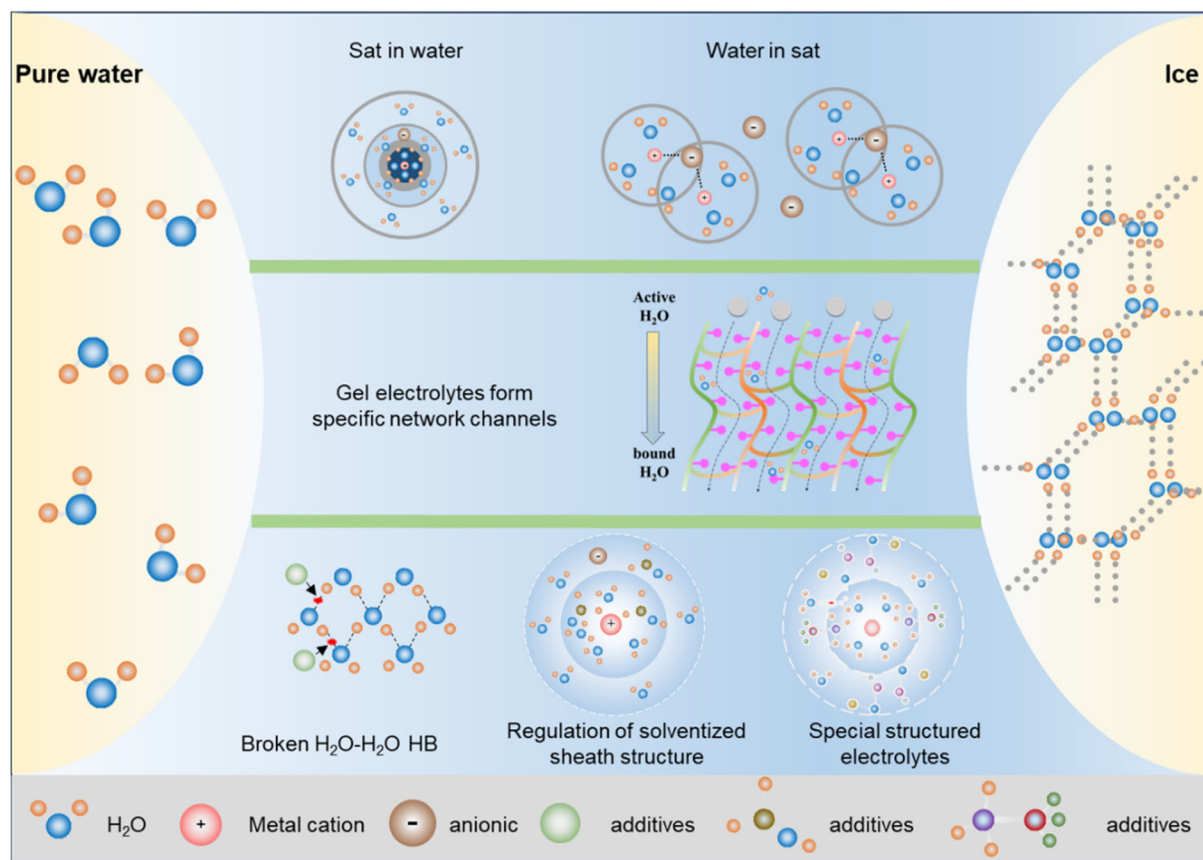 Pure water
Sat in water
Water in sat
Ice
Active
H₂O
Gel electrolytes form
specific network channels
bound
H₂O
Broken H₂O-H₂O HB
Regulation of solventized
sheath structure
Special structured
electrolytes
H₂O
+ Metal cation
- anionic
additives
additives
additives